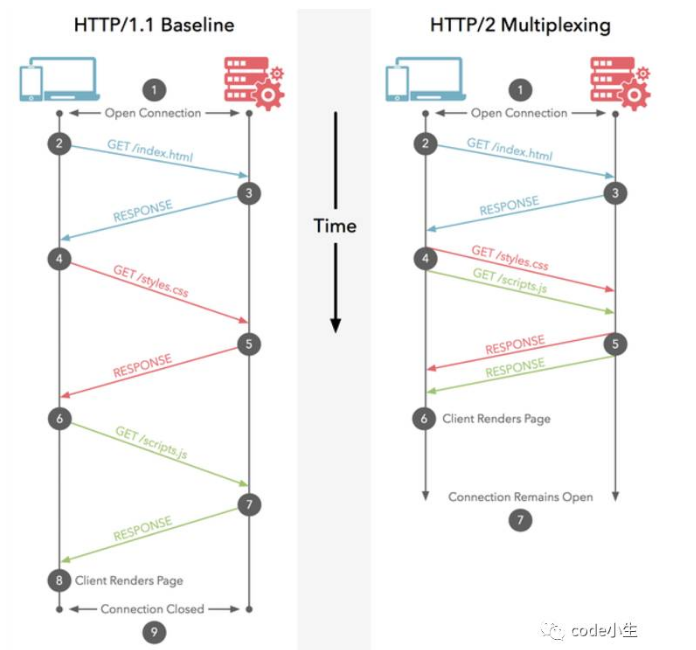 HTTP/1.1 Baseline
1
Open Connection
2
GET /index.html
3
RESPONSE
4
GET /styles.css
5
RESPONSE
6
GET /scripts.js
7
RESPONSE
8
Client Renders Page
Connection Closed
9
Time
HTTP/2 Multiplexing
1
Open Connection
2
GET /index.html
3
RESPONSE
4
GET /styles.css
GET /scripts.js
5
RESPONSE
RESPONSE
6
Client Renders Page
Connection Remains Open
7
code小生